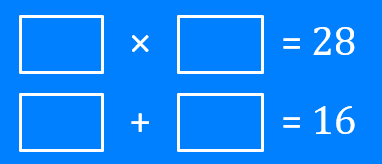 × = 28
+ = 16